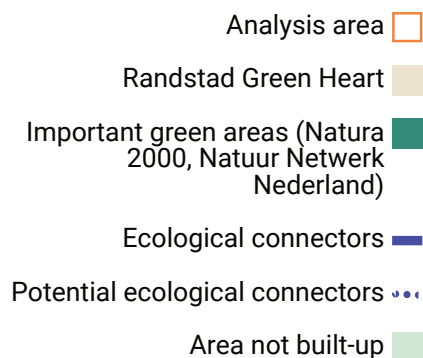 Analysis area
Randstad Green Heart
Important green areas (Natura
2000, Natuur Netwerk
Nederland)
Ecological connectors
Potential ecological connectors
Area not built-up